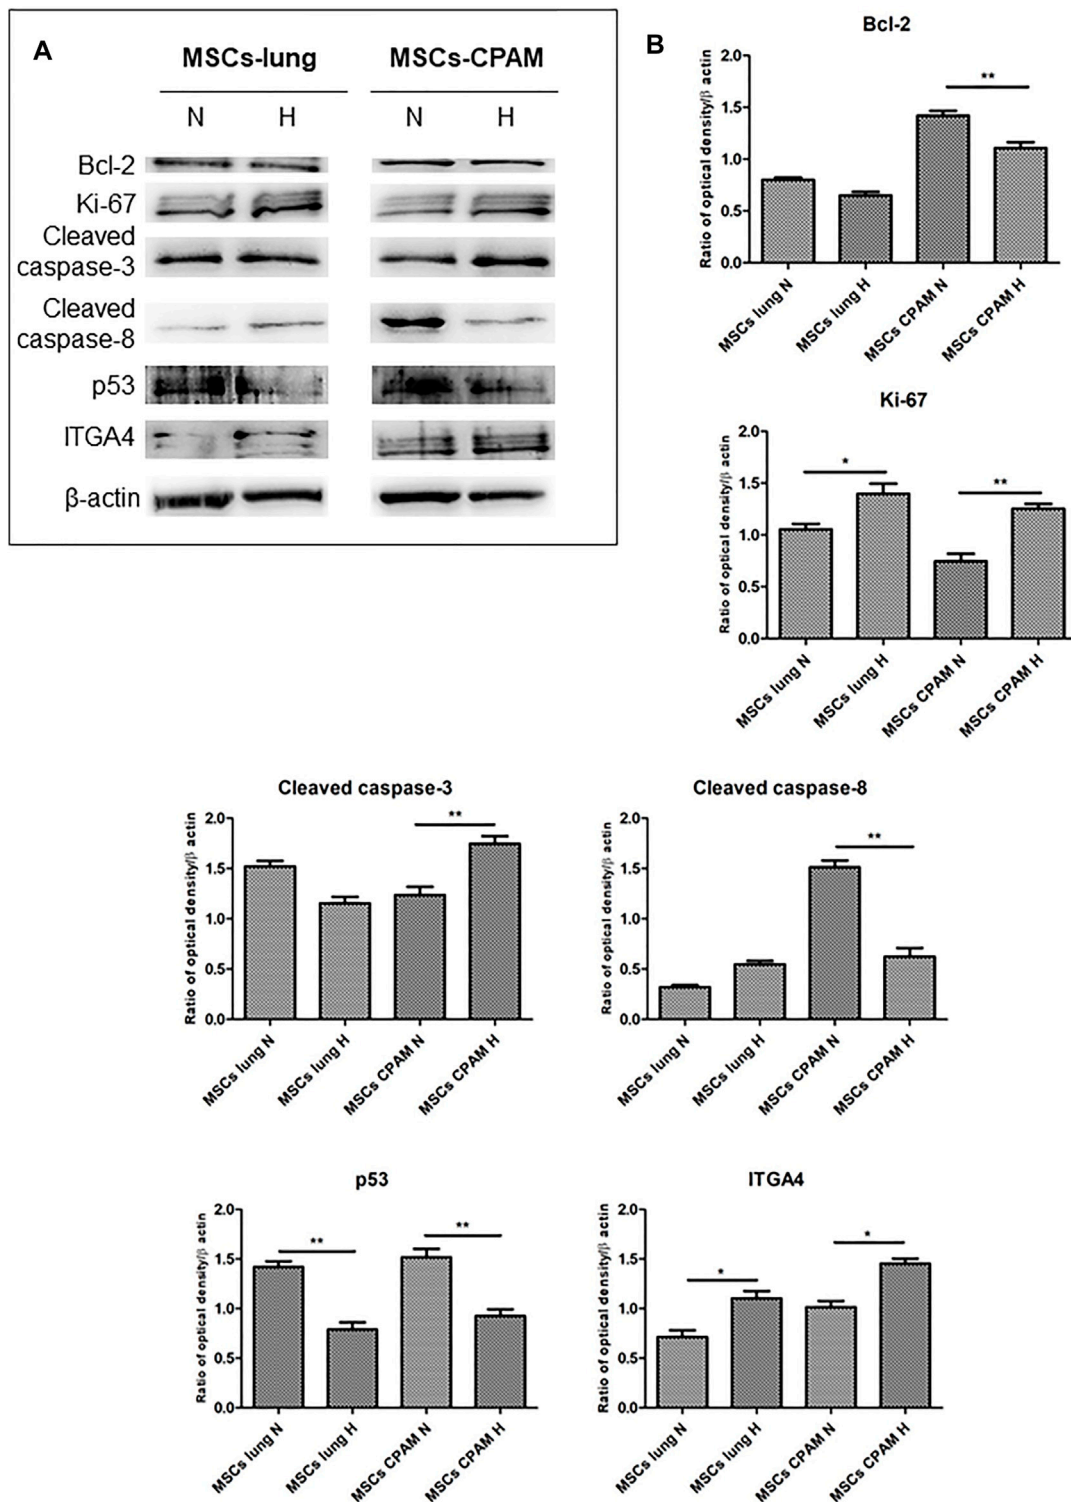 A
MSCs-lung MSCs-CPAM
N H N H
Bcl-2
Ki-67
Cleaved
caspase-3
Cleaved
caspase-8
p53
ITGA4
β-actin
B
Bcl-2
Ratio of optical density/β actin
2.0
1.5
1.0
0.5
0.0
**
MSCs lung N
MSCs lung H
MSCs CPAM N
MSCs CPAM H
Ki-67
Ratio of optical density/β actin
2.0
1.5
1.0
0.5
0.0
*
**
MSCs lung N
MSCs lung H
MSCs CPAM N
MSCs CPAM H
Cleaved caspase-3
Ratio of optical density/β actin
2.0
1.5
1.0
0.5
0.0
**
MSCs lung N
MSCs lung H
MSCs CPAM N
MSCs CPAM H
Cleaved caspase-8
Ratio of optical density/β actin
2.0
1.5
1.0
0.5
0.0
**
MSCs lung N
MSCs lung H
MSCs CPAM N
MSCs CPAM H
p53
Ratio of optical density/β actin
2.0
1.5
1.0
0.5
0.0
**
**
MSCs lung N
MSCs lung H
MSCs CPAM N
MSCs CPAM H
ITGA4
Ratio of optical density/β actin
2.0
1.5
1.0
0.5
0.0
*
*
MSCs lung N
MSCs lung H
MSCs CPAM N
MSCs CPAM H